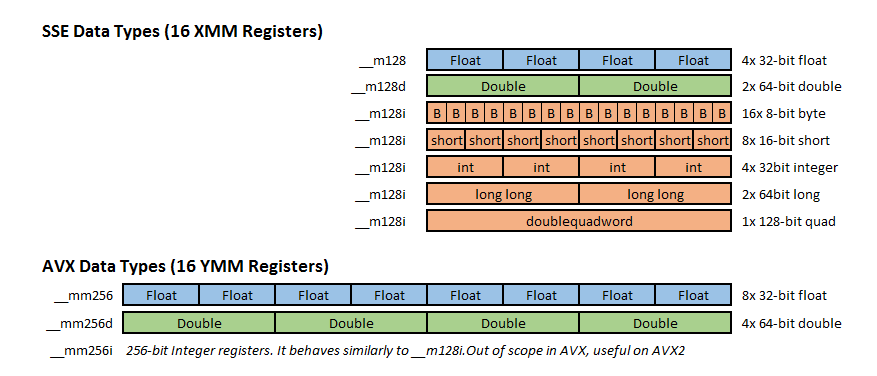 SSE Data Types (16 XMM Registers)
__m128 Float Float Float Float 4x 32-bit float
__m128d Double Double 2x 64-bit double
__m128i B B B B B B B B B B B B B B B B 16x 8-bit byte
__m128i short short short short short short short short 8x 16-bit short
__m128i int int int int 4x 32bit integer
__m128i long long long long 2x 64bit long
__m128i doublequadword 1x 128-bit quad
AVX Data Types (16 YMM Registers)
__mm256 Float Float Float Float Float Float Float Float 8x 32-bit float
__mm256d Double Double Double Double 4x 64-bit double
__mm256i 256-bit Integer registers. It behaves similarly to __m128i.Out of scope in AVX, useful on AVX2